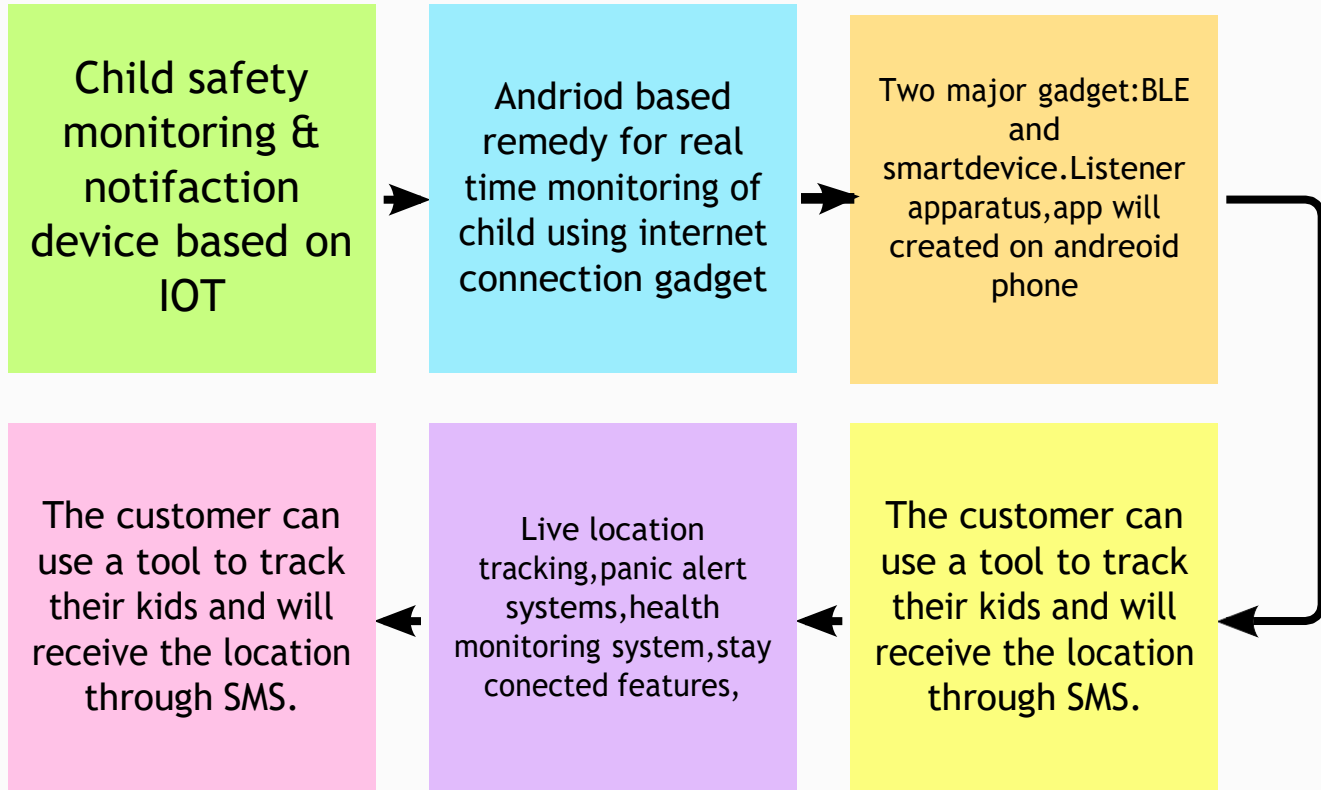 Child safety
monitoring &
notifaction
device based on
IOT
Andriod based
remedy for real
time monitoring of
child using internet
connection gadget
Two major gadget:BLE
and
smartdevice.Listener
apparatus,app will
created on andreoid
phone
The customer can
use a tool to track
their kids and will
receive the location
through SMS.
Live location
tracking,panic alert
systems,health
monitoring system,stay
conected features,
The customer can
use a tool to track
their kids and will
receive the location
through SMS.